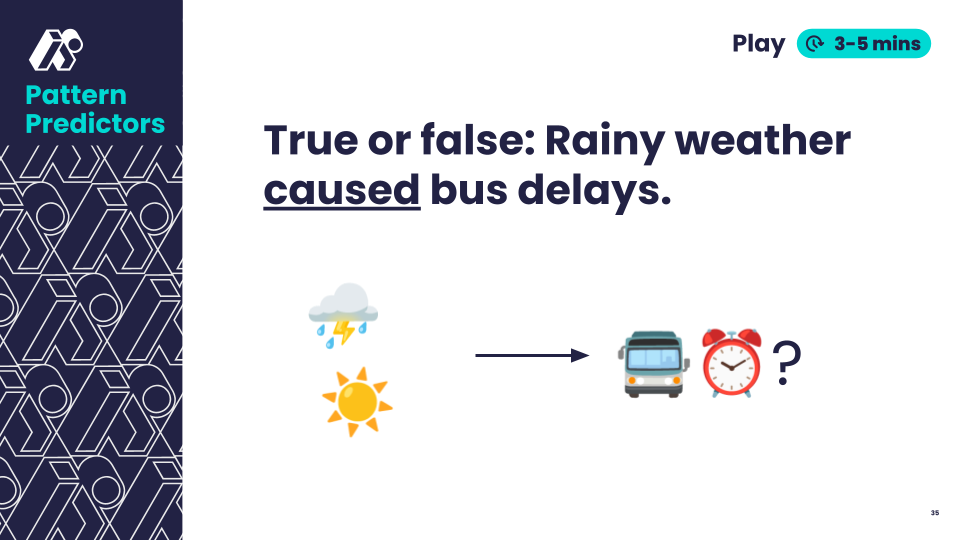 Pattern
Predictors
Play
3-5 mins
True or false: Rainy weather
caused bus delays.
?
35